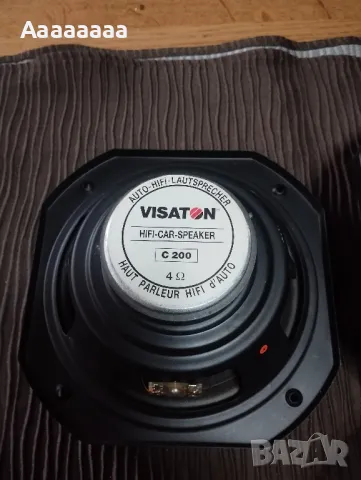 Aaaaaaaa
AUTO-HIFI-LAUTSPRECHER
VISATON
HIFI-CAR-SPEAKER
C 200
4 Ω
HAUT PARLEUR HIFI d'AUTO
BAZAR